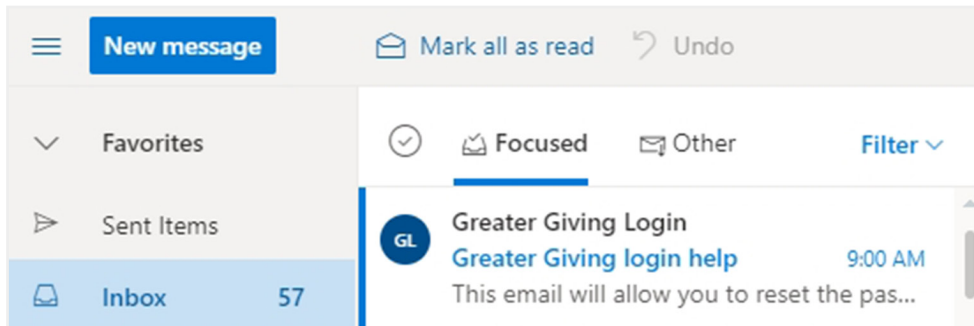 New message Mark all as read Undo
Favorites
Focused Other Filter
Sent Items
Inbox 57
GL
Greater Giving Login
Greater Giving login help 9:00 AM
This email will allow you to reset the pas...